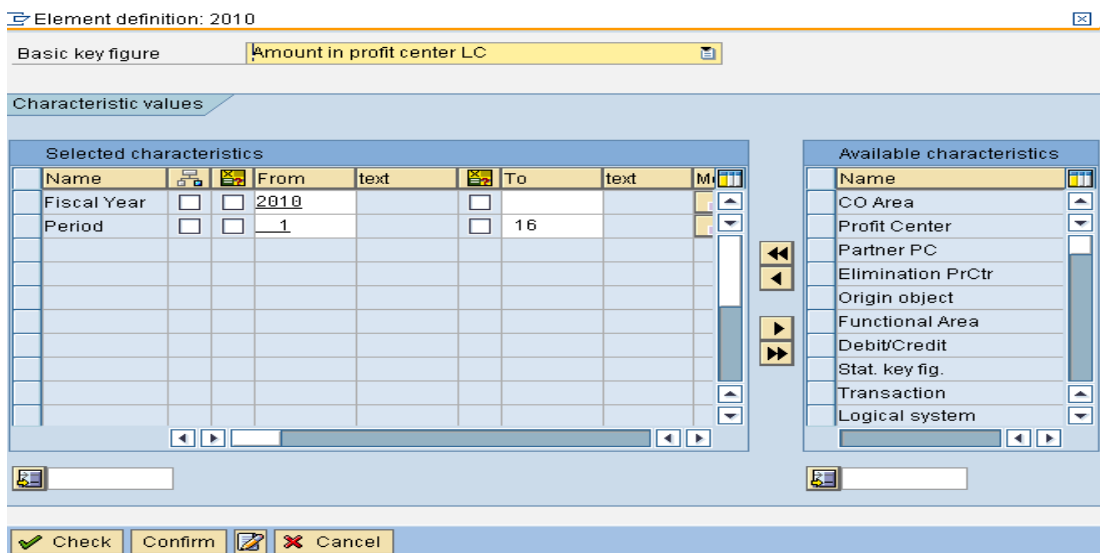 Element definition: 2010
Basic key figure Amount in profit center LC
Characteristic values
Selected characteristics
Name From text To text
Fiscal Year 2010
Period 1 16
Available characteristics
Name
CO Area
Profit Center
Partner PC
Elimination PrCtr
Origin object
Functional Area
Debit/Credit
Stat. key fig.
Transaction
Logical system
Check Confirm Cancel